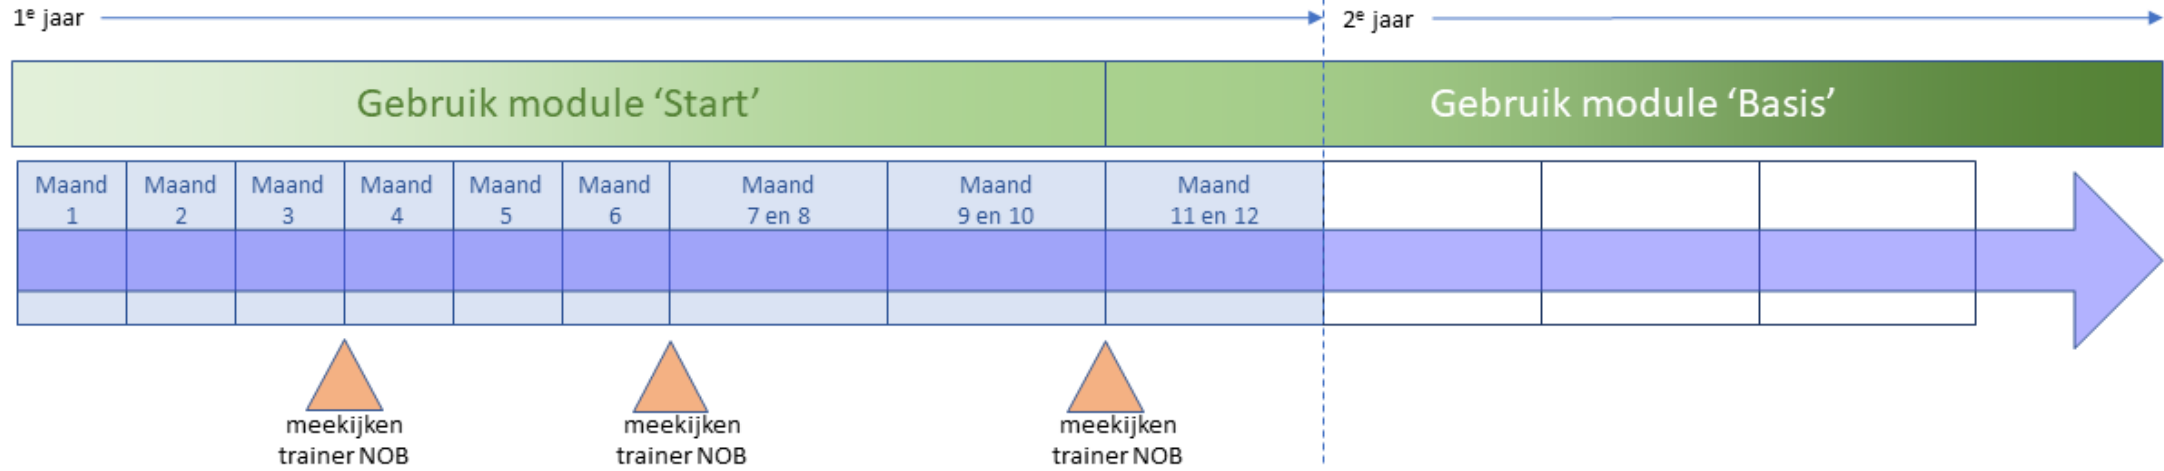 1e jaar
2e jaar
Gebruik module ‘Start’
Gebruik module ‘Basis’
Maand
1
Maand
2
Maand
3
Maand
4
Maand
5
Maand
6
Maand
7 en 8
Maand
9 en 10
Maand
11 en 12
meekijken
trainer NOB
meekijken
trainer NOB
meekijken
trainer NOB